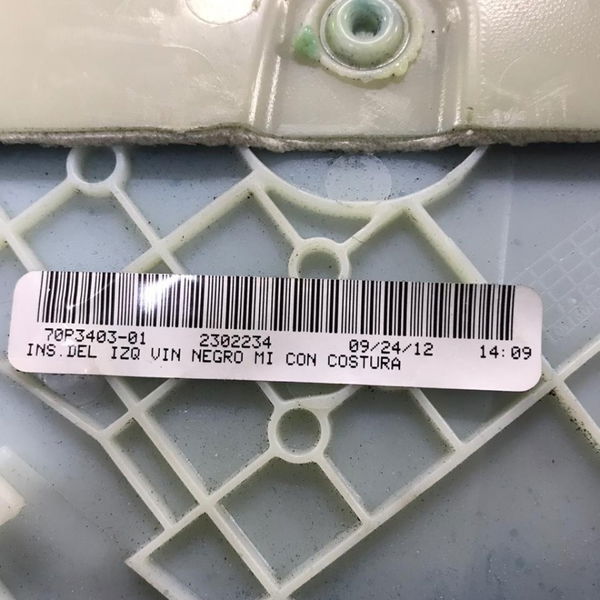 70P3403-01 2302234 09/24/12 14:09
INS.DEL IZQ VIN NEGRO MI CON COSTURA